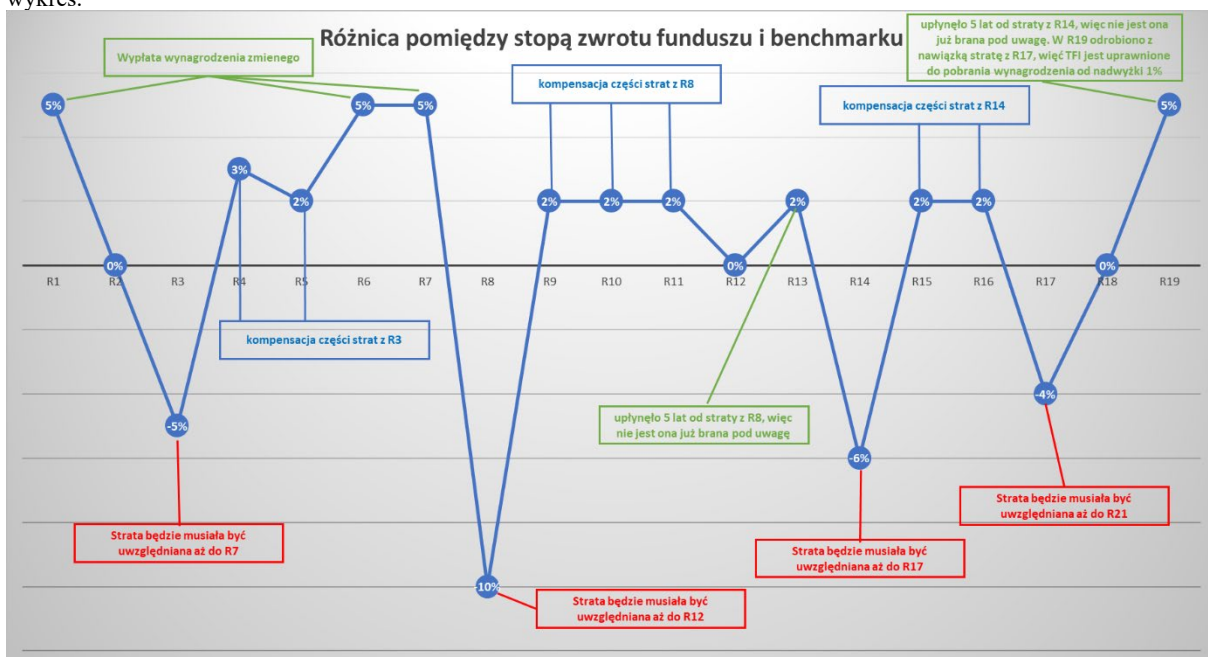 wykres.
Różnica pomiędzy stopą zwrotu funduszu i benchmarku
Wypłata wynagrodzenia zmienego
upłynęło 5 lat od straty z R14, więc nie jest ona
już brana pod uwagę. W R19 odrobiono z
nawiązką stratę z R17, więć TFI jest uprawnione
do pobrania wynagrodzenia od nadwyżki 1%
kompensacja części strat z R8
kompensacja części strat z R14
5%
0%
-5%
3%
2%
5%
5%
-10%
2%
2%
2%
0%
2%
-6%
2%
2%
-4%
0%
5%
R1
R2
R3
R4
R5
R6
R7
R8
R9
R10
R11
R12
R13
R14
R15
R16
R17
R18
R19
kompensacja części strat z R3
upłynęło 5 lat od straty z R8, więc
nie jest ona już brana pod uwagę
Strata będzie musiała być
uwzględniana aż do R7
Strata będzie musiała być
uwzględniana aż do R12
Strata będzie musiała być
uwzględniana aż do R17
Strata będzie musiała być
uwzględniana aż do R21